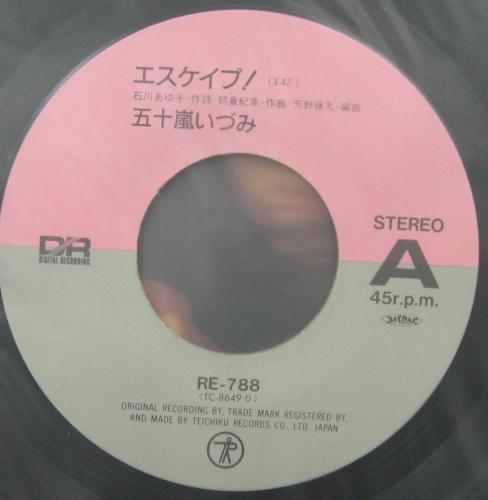 エスケイプ! (3'42")
石川あゆ子・作詩/朝倉紀幸・作曲/芳野藤丸・編曲
五十嵐いづみ
STEREO
DR
DIGITAL RECORDING
A
45r.p.m.
JASRAC
RE-788
〈TC-8649 D〉
ORIGINAL RECORDING BY, TRADE MARK REGISTERED BY,
AND MADE BY TEICHIKU RECORDS CO., LTD. JAPAN